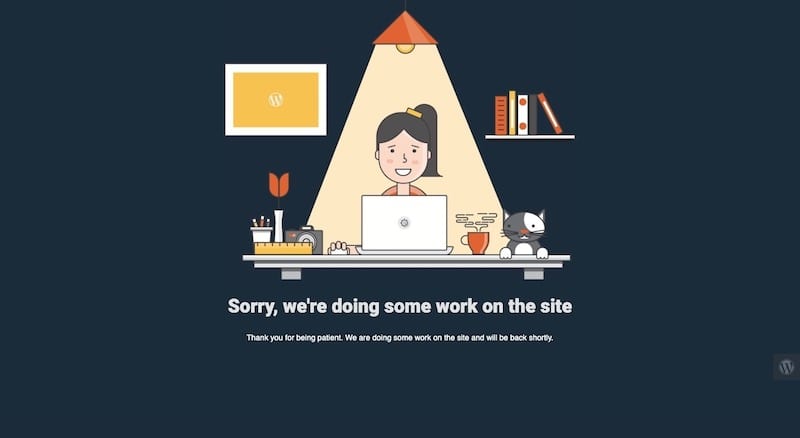 Sorry, we're doing some work on the site
Thank you for being patient. We are doing some work on the site and will be back shortly.